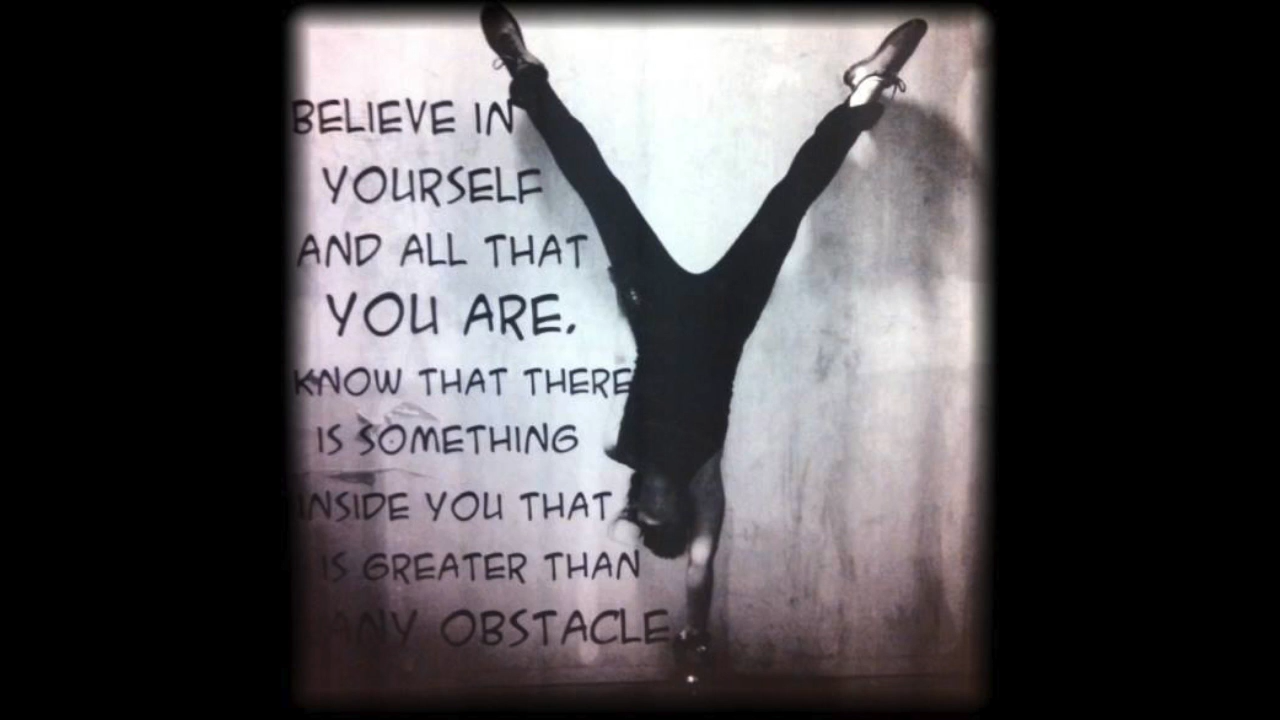 BELIEVE IN
YOURSELF
AND ALL THAT
YOU ARE.
KNOW THAT THERE
IS SOMETHING
INSIDE YOU THAT
IS GREATER THAN
ANY OBSTACLE